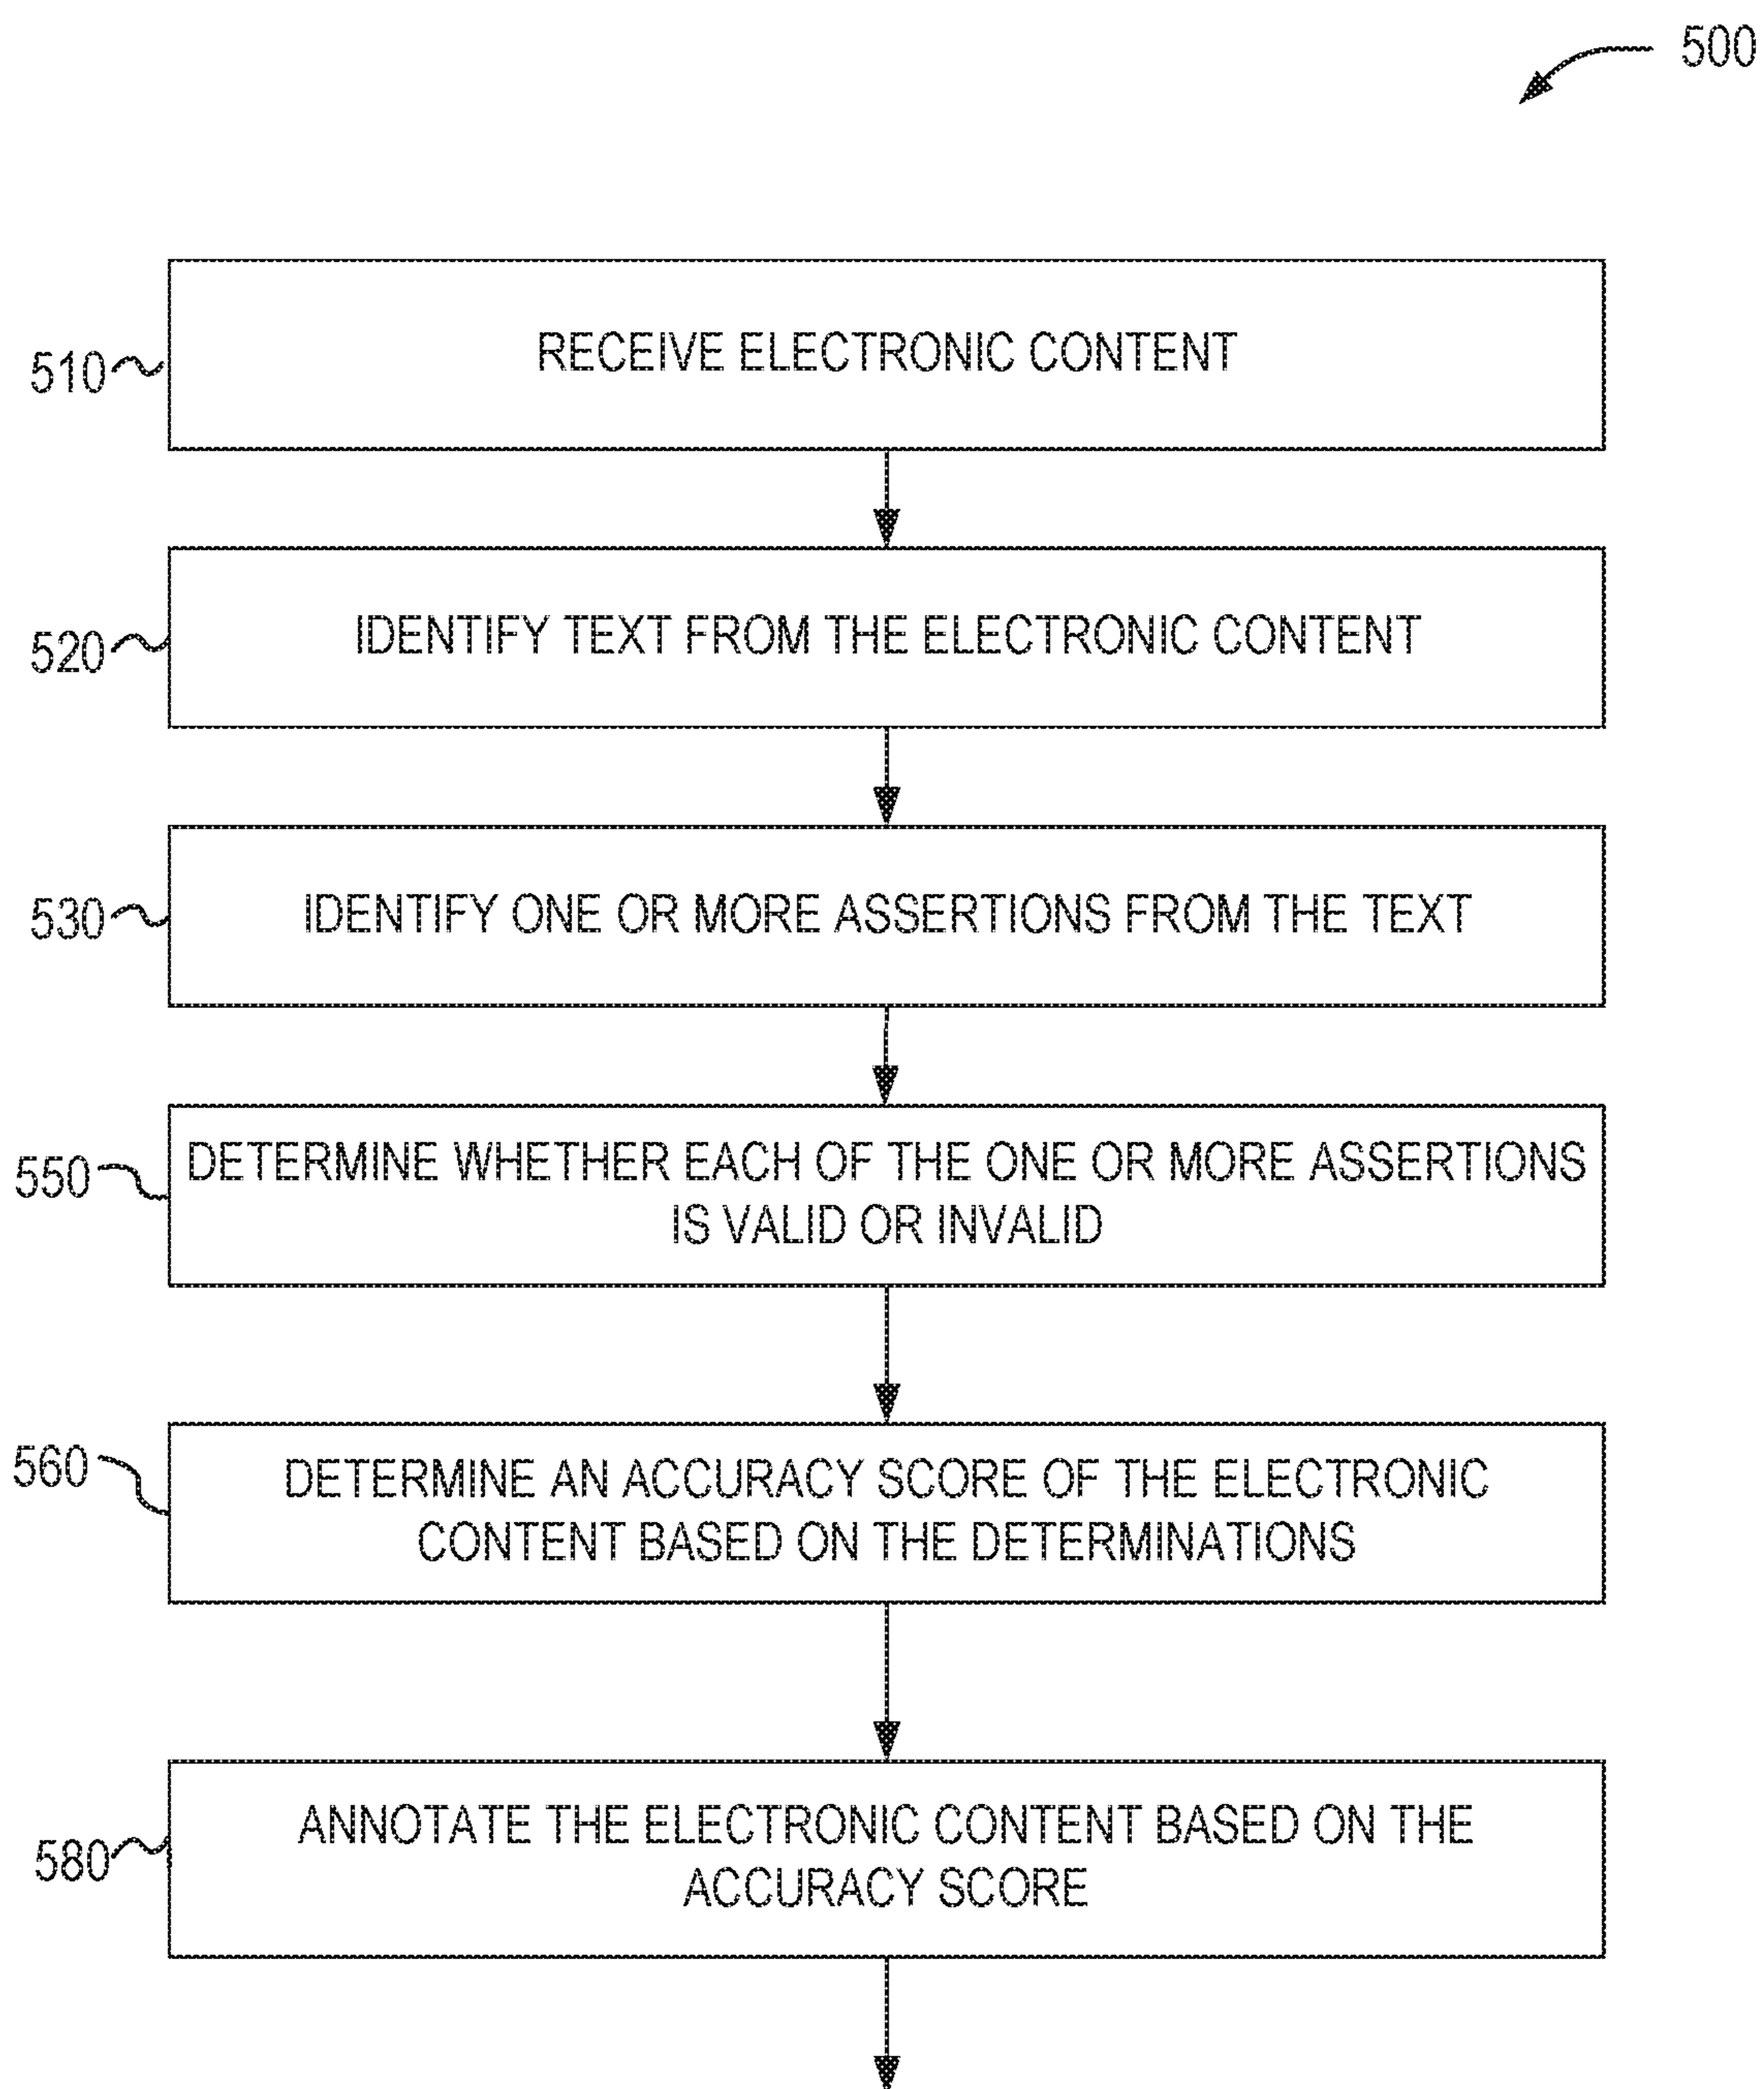 500
510
RECEIVE ELECTRONIC CONTENT
520
IDENTIFY TEXT FROM THE ELECTRONIC CONTENT
530
IDENTIFY ONE OR MORE ASSERTIONS FROM THE TEXT
550
DETERMINE WHETHER EACH OF THE ONE OR MORE ASSERTIONS
IS VALID OR INVALID
560
DETERMINE AN ACCURACY SCORE OF THE ELECTRONIC
CONTENT BASED ON THE DETERMINATIONS
580
ANNOTATE THE ELECTRONIC CONTENT BASED ON THE
ACCURACY SCORE